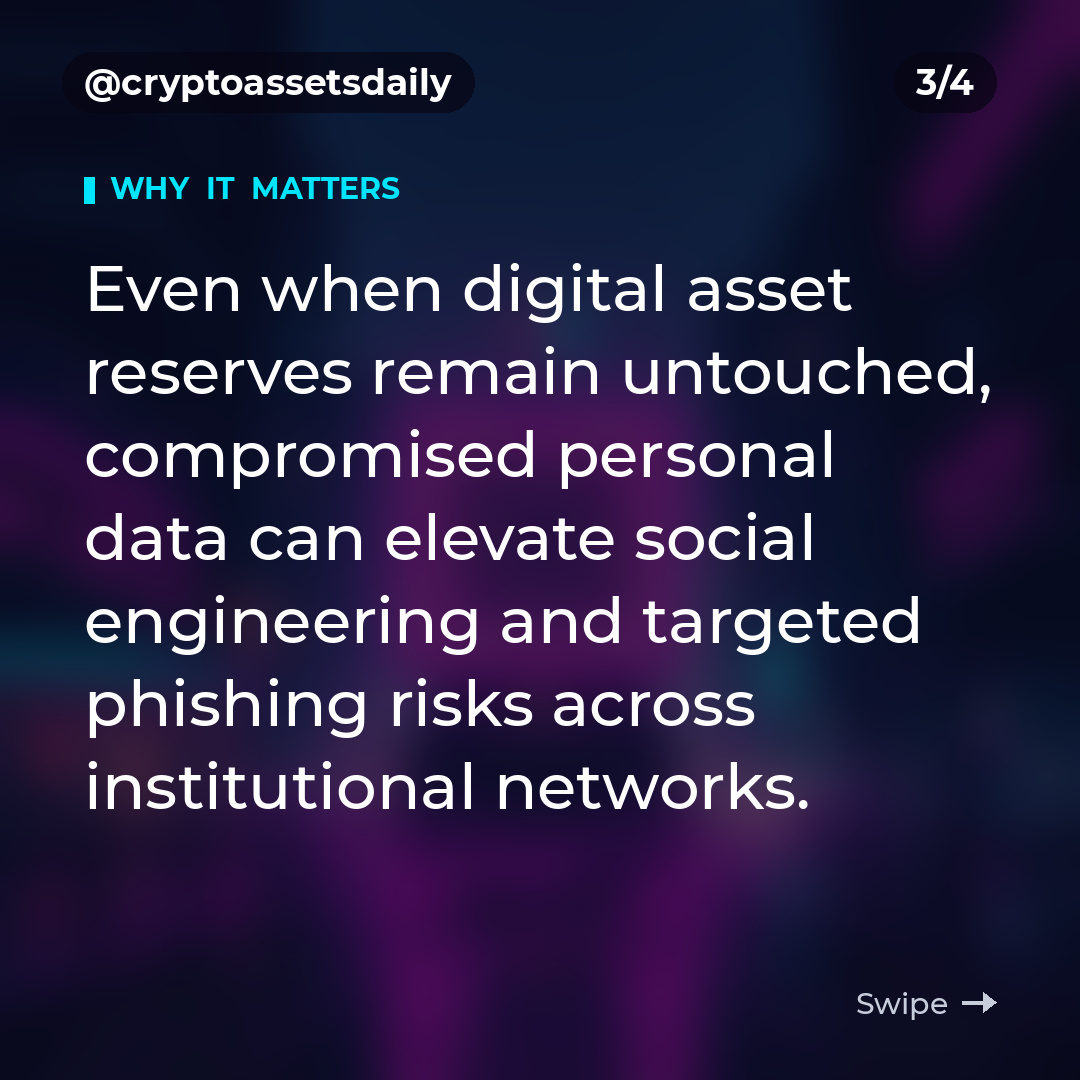 @cryptoassetsdaily
3/4
WHY IT MATTERS
Even when digital asset
reserves remain untouched,
compromised personal
data can elevate social
engineering and targeted
phishing risks across
institutional networks.
Swipe →